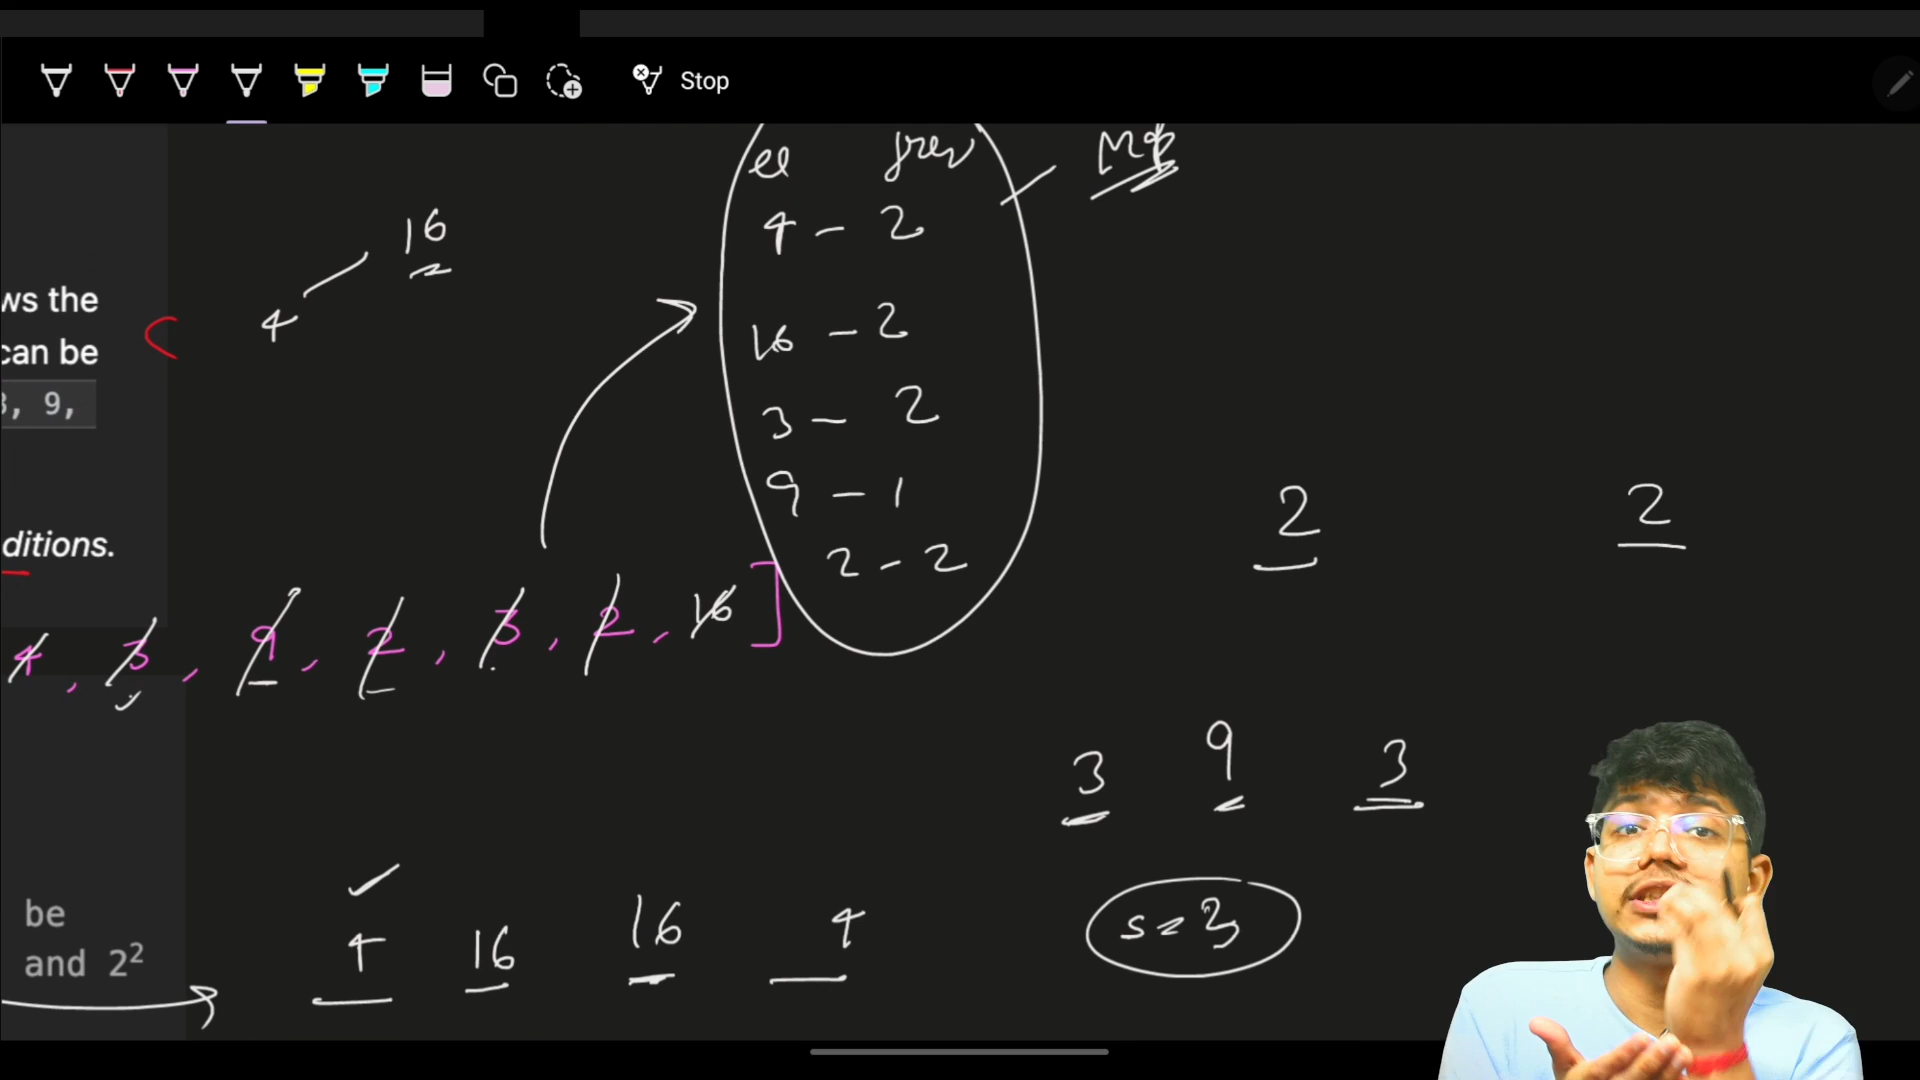 Stop
el freq
Mp
4 - 2
16
ws the
16 - 2
4
can be
3, 9,
3 - 2
9 - 1
2 2
ditions.
2 - 2
4, 3, 9, 2, 3, 2, 16]
3 9 3
be
4 16 16 4
s = 3
and 2²